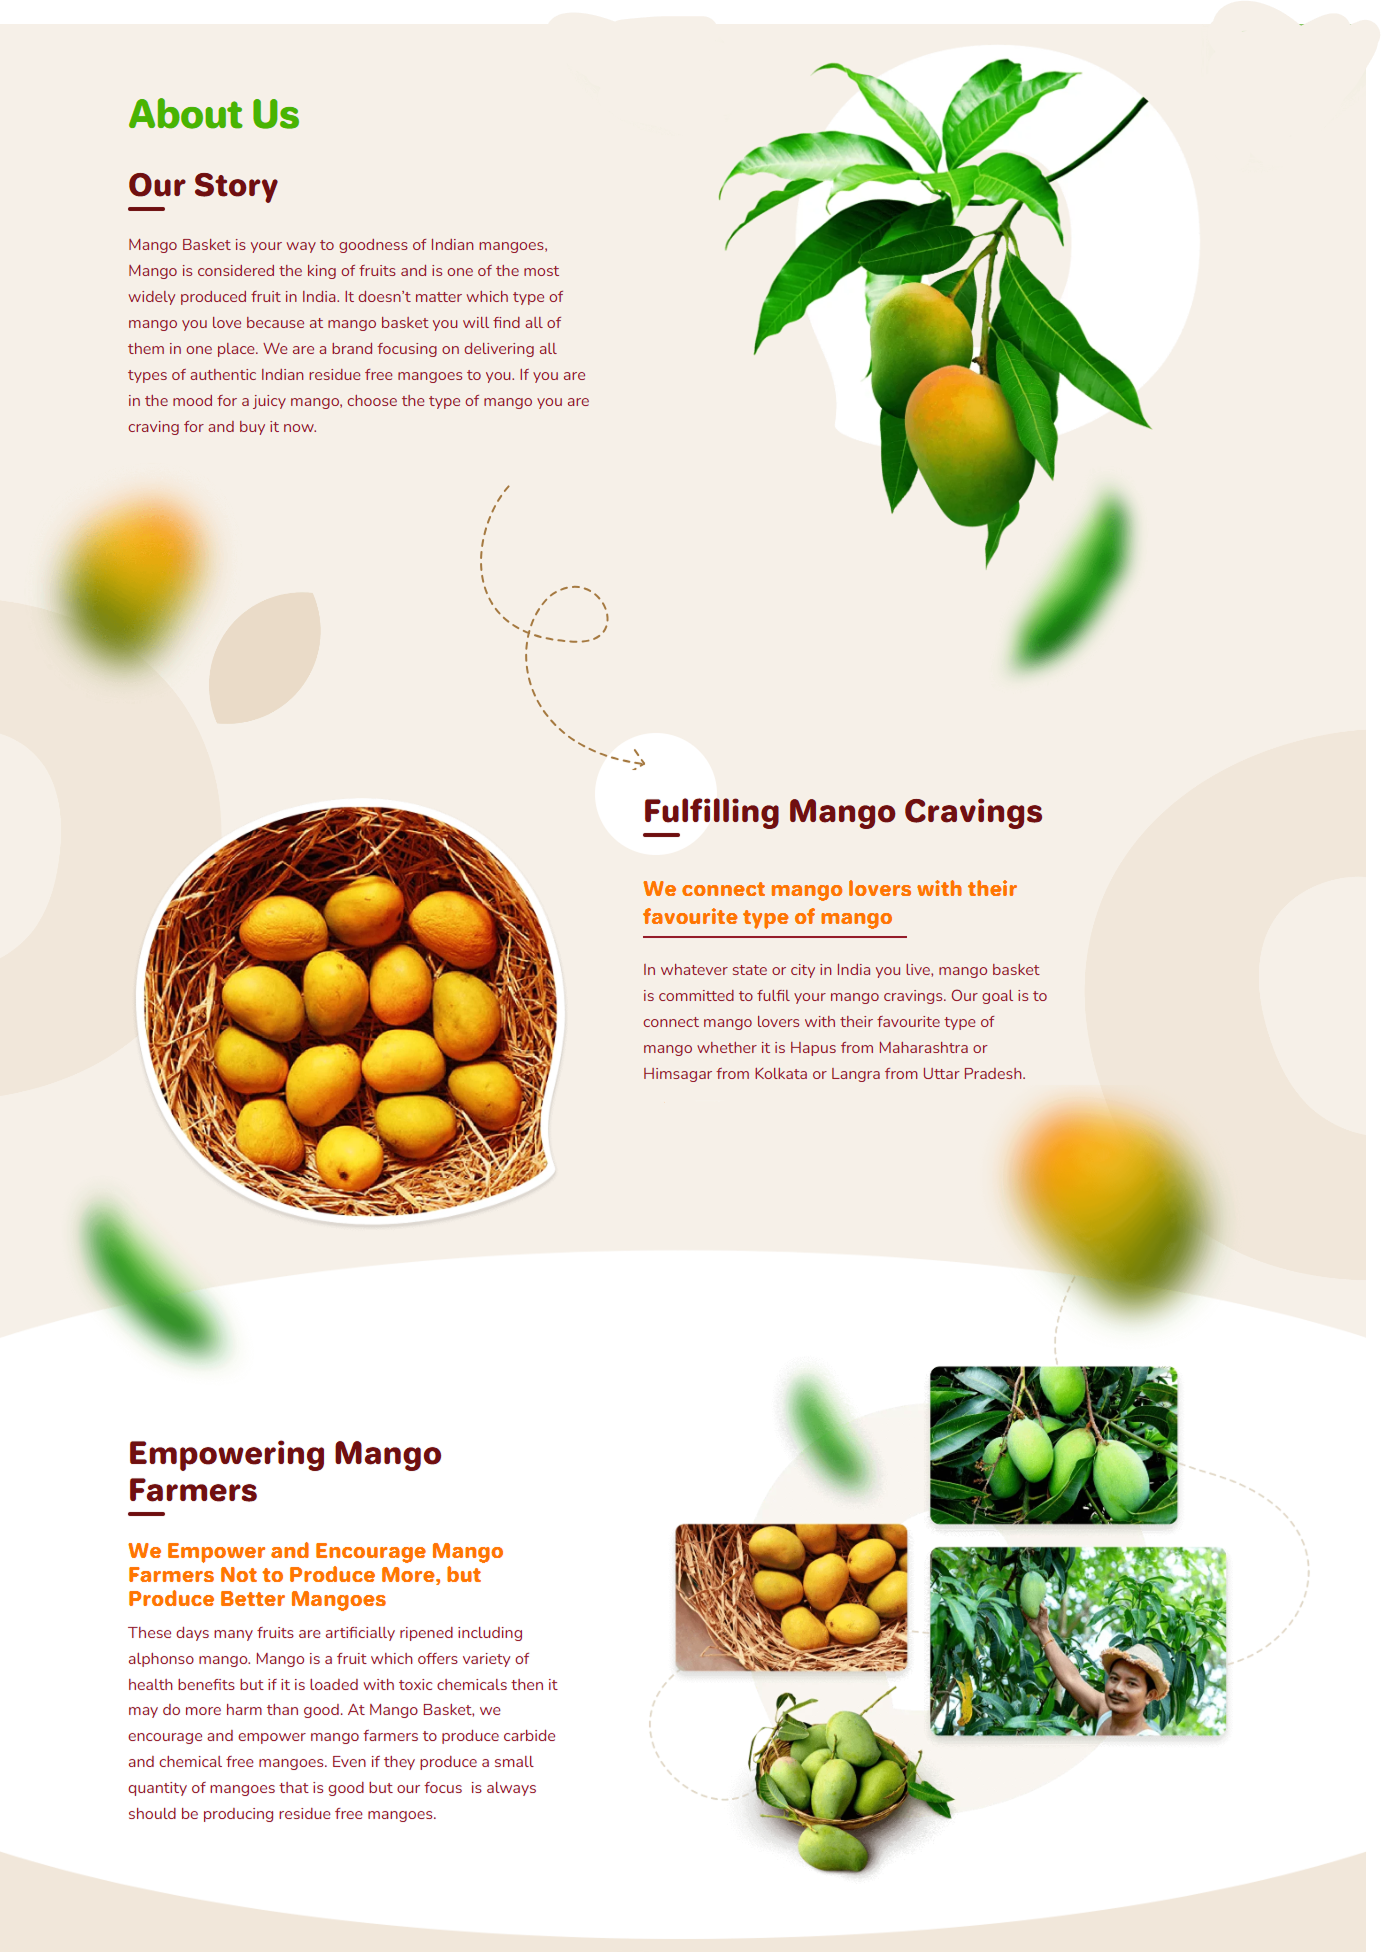 About Us
Our Story
Mango Basket is your way to goodness of Indian mangoes,
Mango is considered the king of fruits and is one of the most
widely produced fruit in India. It doesn't matter which type of
mango you love because at mango basket you will find all of
them in one place. We are a brand focusing on delivering all
types of authentic Indian residue free mangoes to you. If you are
in the mood for a juicy mango, choose the type of mango you are
craving for and buy it now.
Fulfilling Mango Cravings
We connect mango lovers with their
favourite type of mango
In whatever state or city in India you live, mango basket
is committed to fulfil your mango cravings. Our goal is to
connect mango lovers with their favourite type of
mango whether it is Hapus from Maharashtra or
Himsagar from Kolkata or Langra from Uttar Pradesh.
Empowering Mango
Farmers
We Empower and Encourage Mango
Farmers Not to Produce More, but
Produce Better Mangoes
These days many fruits are artificially ripened including
alphonso mango. Mango is a fruit which offers variety of
health benefits but if it is loaded with toxic chemicals then it
may do more harm than good. At Mango Basket, we
encourage and empower mango farmers to produce carbide
and chemical free mangoes. Even if they produce a small
quantity of mangoes that is good but our focus  is always
should be producing residue free mangoes.